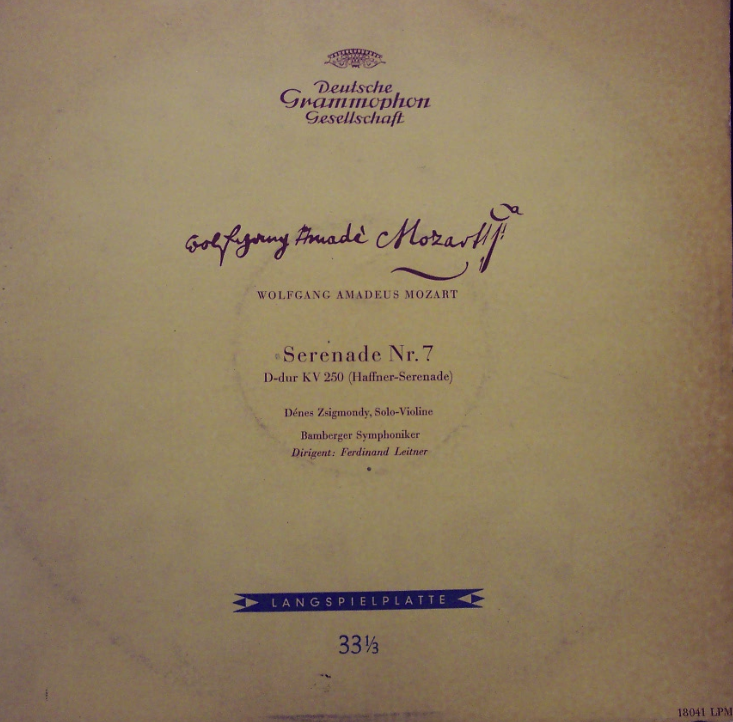 Deutsche
Grammophon
Gesellschaft
Wolfgang Amadè Mozart
WOLFGANG AMADEUS MOZART
Serenade Nr. 7
D-dur KV 250 (Haffner-Serenade)
Dénes Zsigmondy, Solo-Violine
Bamberger Symphoniker
Dirigent: Ferdinand Leitner
LANGSPIELPLATTE
33⅓
18041 LPM